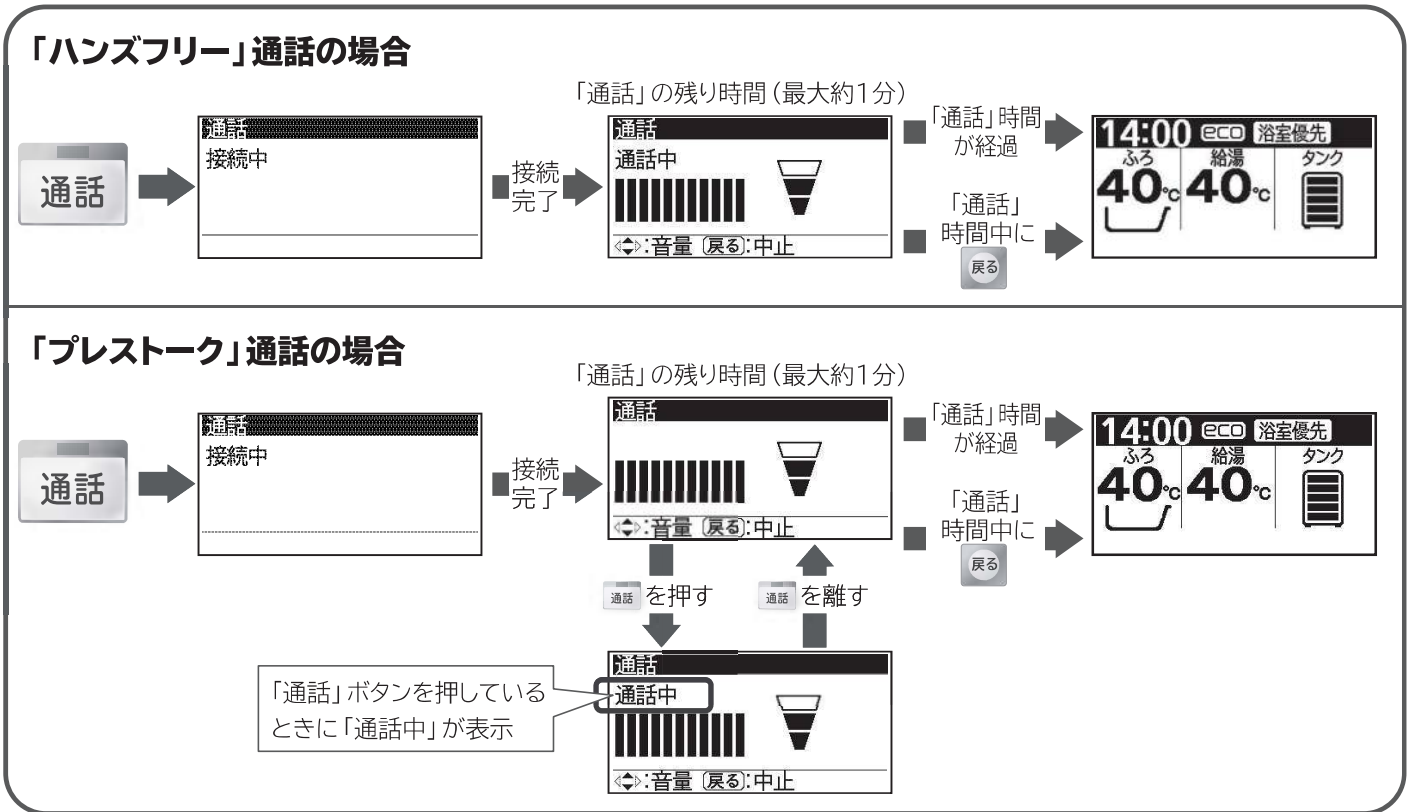 「ハンズフリー」通話の場合
「通話」の残り時間（最大約1分）
通話
通話
接続中
接続
完了
通話
通話中
:音量 戻る:中止
「通話」時間
が経過
「通話」
時間中に
戻る
14:00 eco 浴室優先
ふろ 給湯 タンク
40℃ 40℃
「プレストーク」通話の場合
「通話」の残り時間（最大約1分）
通話
通話
接続中
接続
完了
通話
:音量 戻る:中止
「通話」時間
が経過
「通話」
時間中に
戻る
14:00 eco 浴室優先
ふろ 給湯 タンク
40℃ 40℃
通話 を押す
通話 を離す
「通話」ボタンを押している
ときに「通話中」が表示
通話
通話中
:音量 戻る:中止